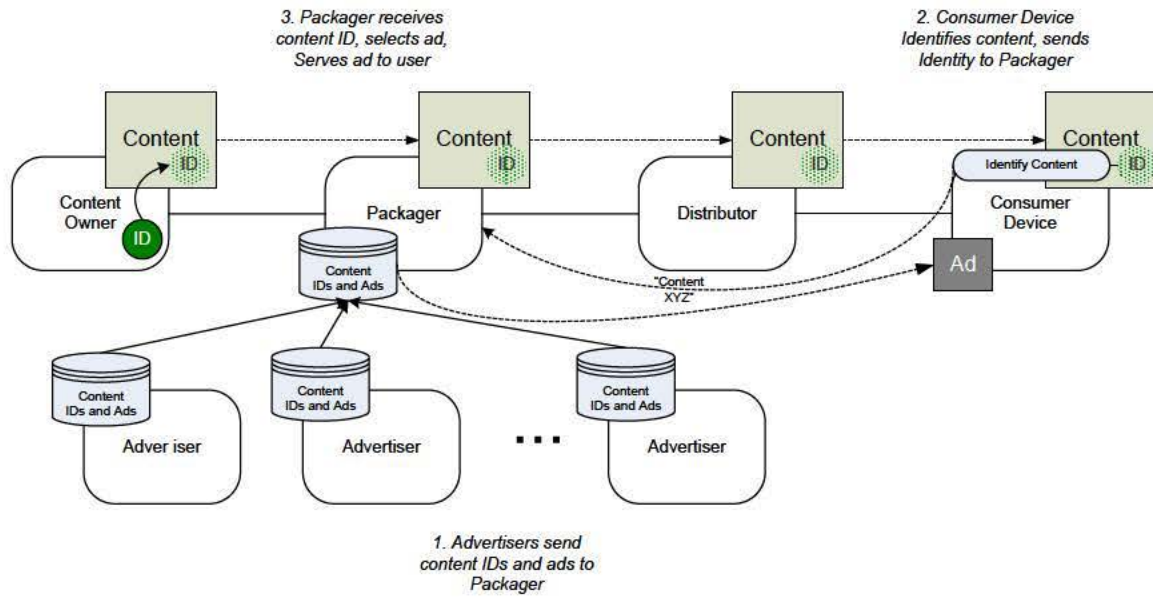 3. Packager receives
content ID, selects ad,
Serves ad to user
2. Consumer Device
Identifies content, sends
Identity to Packager
Content
ID
Content
ID
Content
ID
Content
ID
Identify Content
Content
Owner
ID
Packager
Distributor
Consumer
Device
Content
IDs and Ads
"Content
XYZ"
Ad
Content
IDs and Ads
Content
IDs and Ads
Content
IDs and Ads
Adver iser
Advertiser
...
Advertiser
1. Advertisers send
content IDs and ads to
Packager